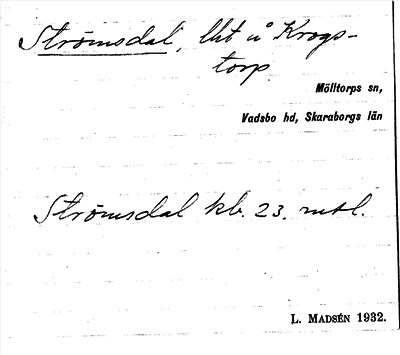 Strömsdal, lht å Krogs-
torp
Mölltorps sn,
Vadsbo hd, Skaraborgs län
Strömsdal kb. 23. mtl.
L. MADSÉN 1932.